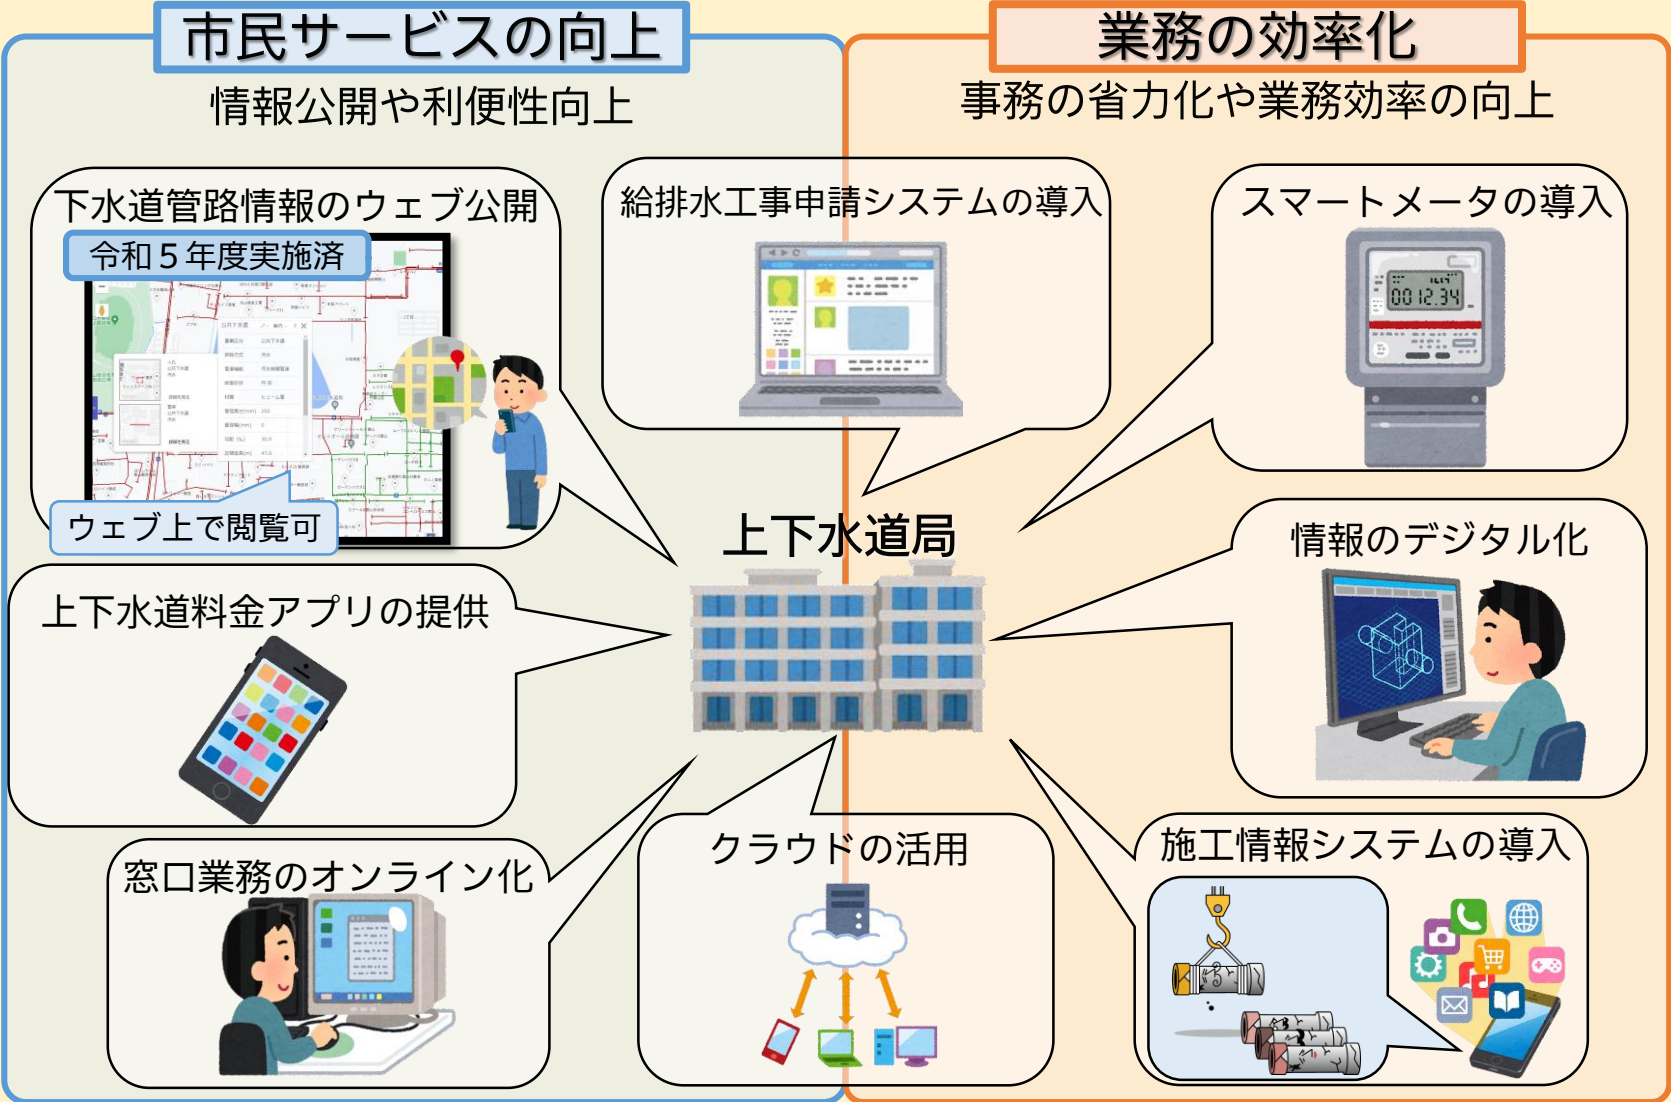 市民サービスの向上
情報公開や利便性向上
業務の効率化
事務の省力化や業務効率の向上
下水道管路情報のウェブ公開
令和５年度実施済
ウェブ上で閲覧可
給排水工事申請システムの導入
スマートメータの導入
0012.34
上下水道局
情報のデジタル化
上下水道料金アプリの提供
窓口業務のオンライン化
クラウドの活用
施工情報システムの導入